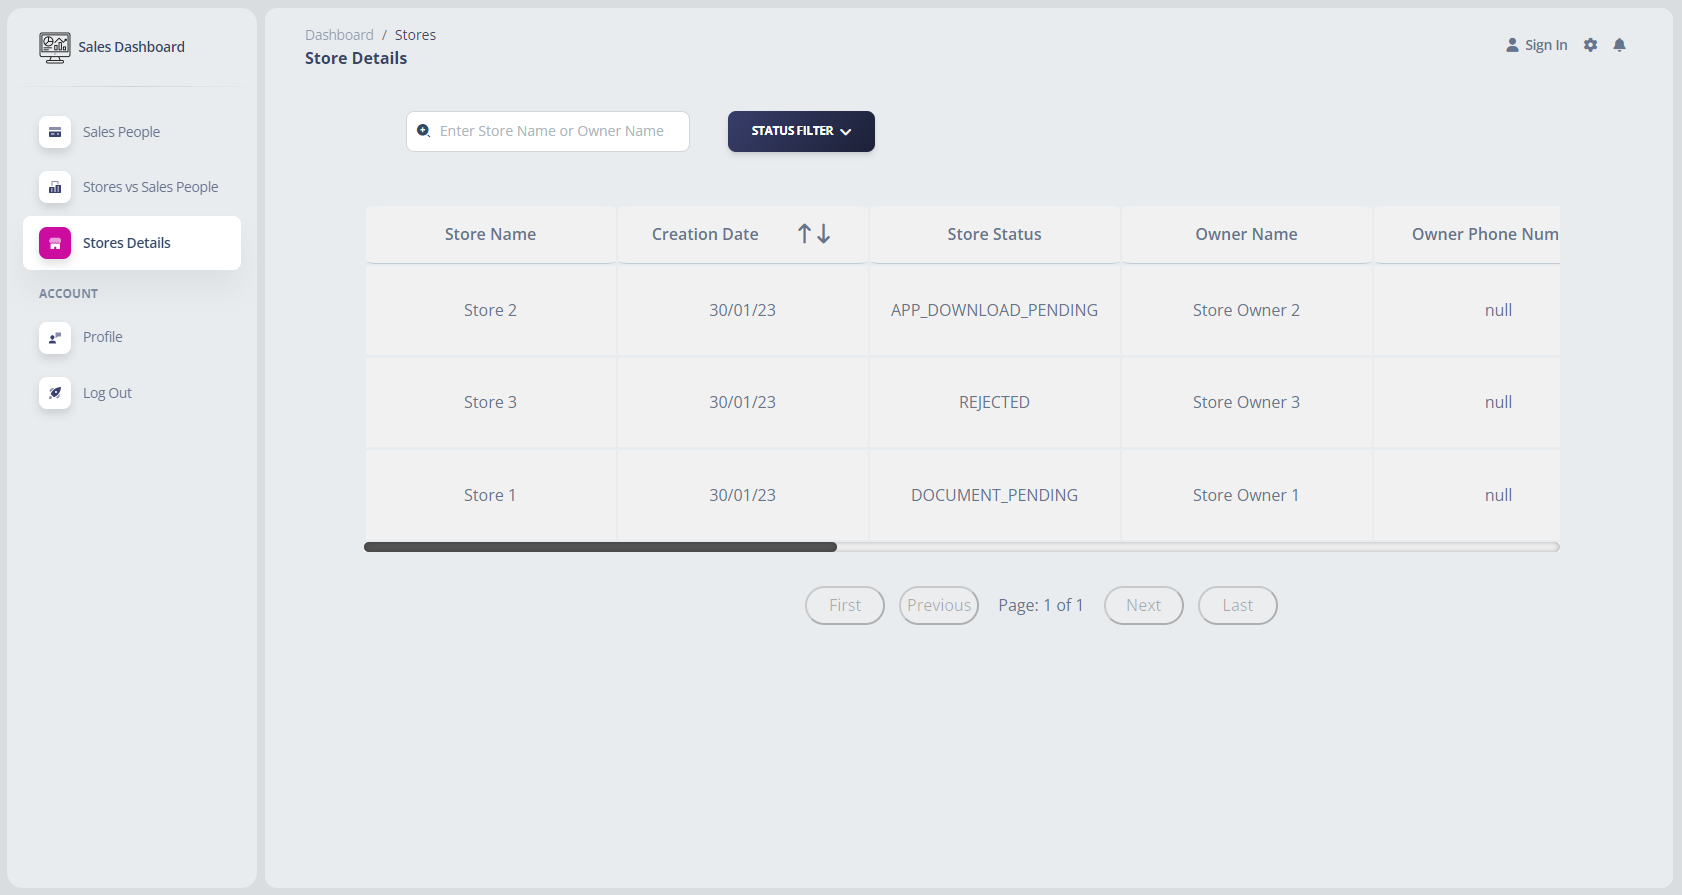 Sales Dashboard
Sales People
Stores vs Sales People
Stores Details
ACCOUNT
Profile
Log Out
Dashboard / Stores
Store Details
Sign In
Enter Store Name or Owner Name
STATUS FILTER
Store Name Creation Date Store Status Owner Name Owner Phone Num
Store 2 30/01/23 APP_DOWNLOAD_PENDING Store Owner 2 null
Store 3 30/01/23 REJECTED Store Owner 3 null
Store 1 30/01/23 DOCUMENT_PENDING Store Owner 1 null
First Previous Page: 1 of 1 Next Last